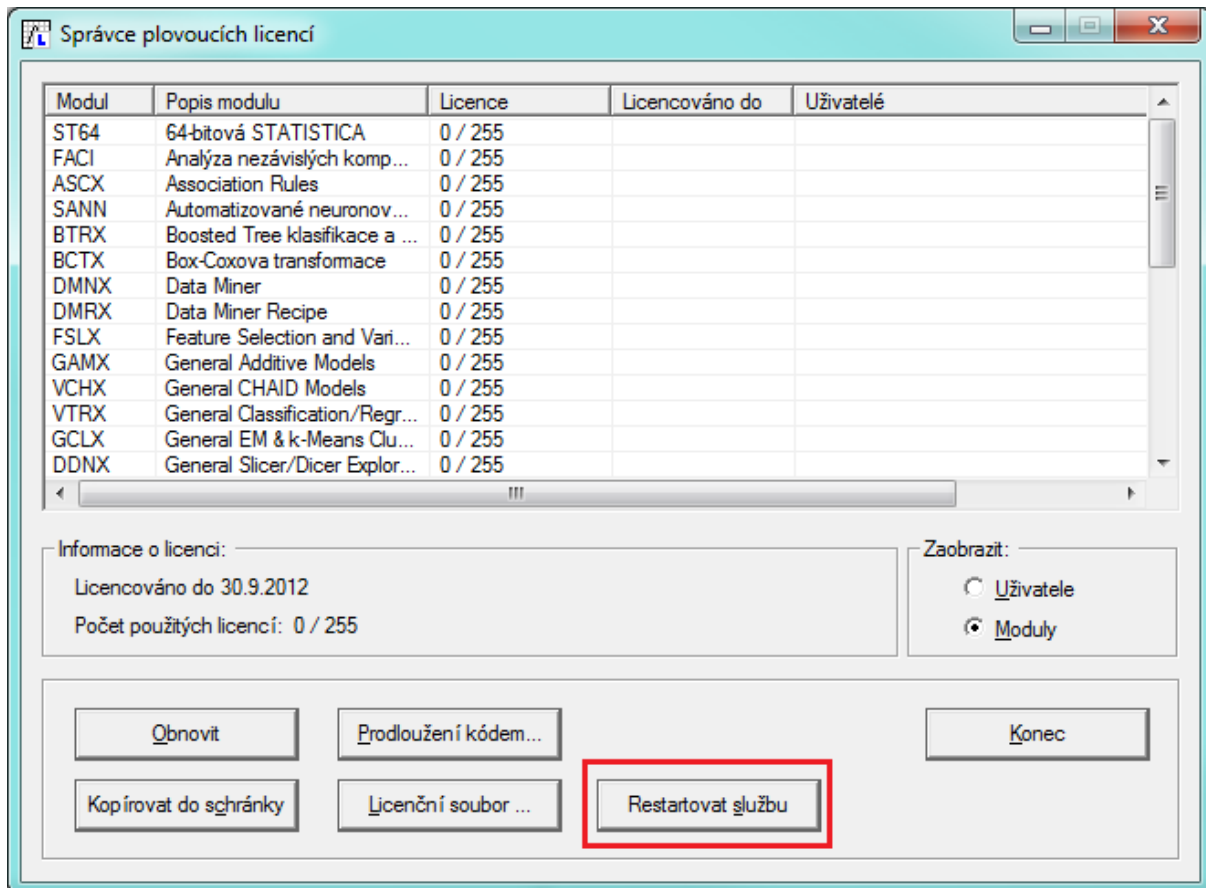 Správce plovoucích licencí
Modul Popis modulu Licence Licencováno do Uživatelé
ST64 64-bitová STATISTICA 0 / 255
FACI Analýza nezávislých komp... 0 / 255
ASCX Association Rules 0 / 255
SANN Automatizované neuronov... 0 / 255
BTRX Boosted Tree klasifikace a ... 0 / 255
BCTX Box-Coxova transformace 0 / 255
DMNX Data Miner 0 / 255
DMRX Data Miner Recipe 0 / 255
FSLX Feature Selection and Vari... 0 / 255
GAMX General Additive Models 0 / 255
VCHX General CHAID Models 0 / 255
VTRX General Classification/Regr... 0 / 255
GCLX General EM & k-Means Clu... 0 / 255
DDNX General Slicer/Dicer Explor... 0 / 255
Informace o licenci: Zaobrazit:
Licencováno do 30.9.2012 Uživatele
Počet použitých licencí: 0 / 255 Moduly
Obnovit Prodloužení kódem... Konec
Kopírovat do schránky Licenční soubor ... Restartovat službu